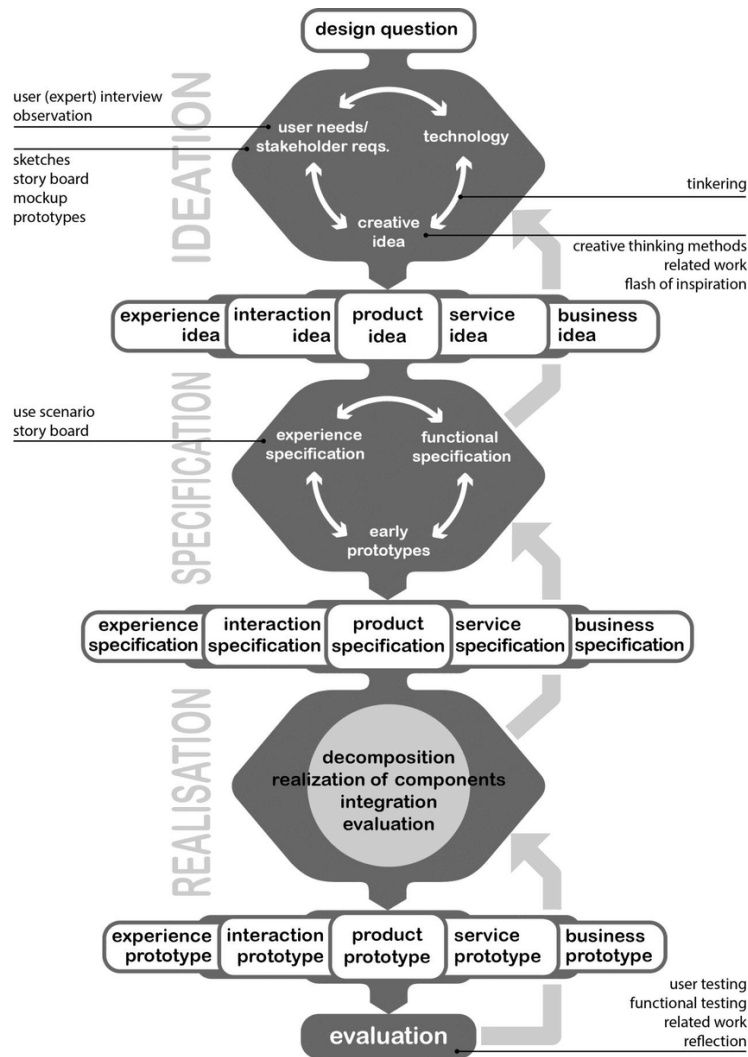 design question
IDEATION
user (expert) interview
observation
sketches
story board
mockup
prototypes
user needs/
stakeholder reqs.
technology
creative
idea
tinkering
creative thinking methods
related work
flash of inspiration
experience
idea
interaction
idea
product
idea
service
idea
business
idea
SPECIFICATION
use scenario
story board
experience
specification
functional
specification
early
prototypes
experience
specification
interaction
specification
product
specification
service
specification
business
specification
REALISATION
decomposition
realization of components
integration
evaluation
experience
prototype
interaction
prototype
product
prototype
service
prototype
business
prototype
user testing
functional testing
related work
reflection
evaluation